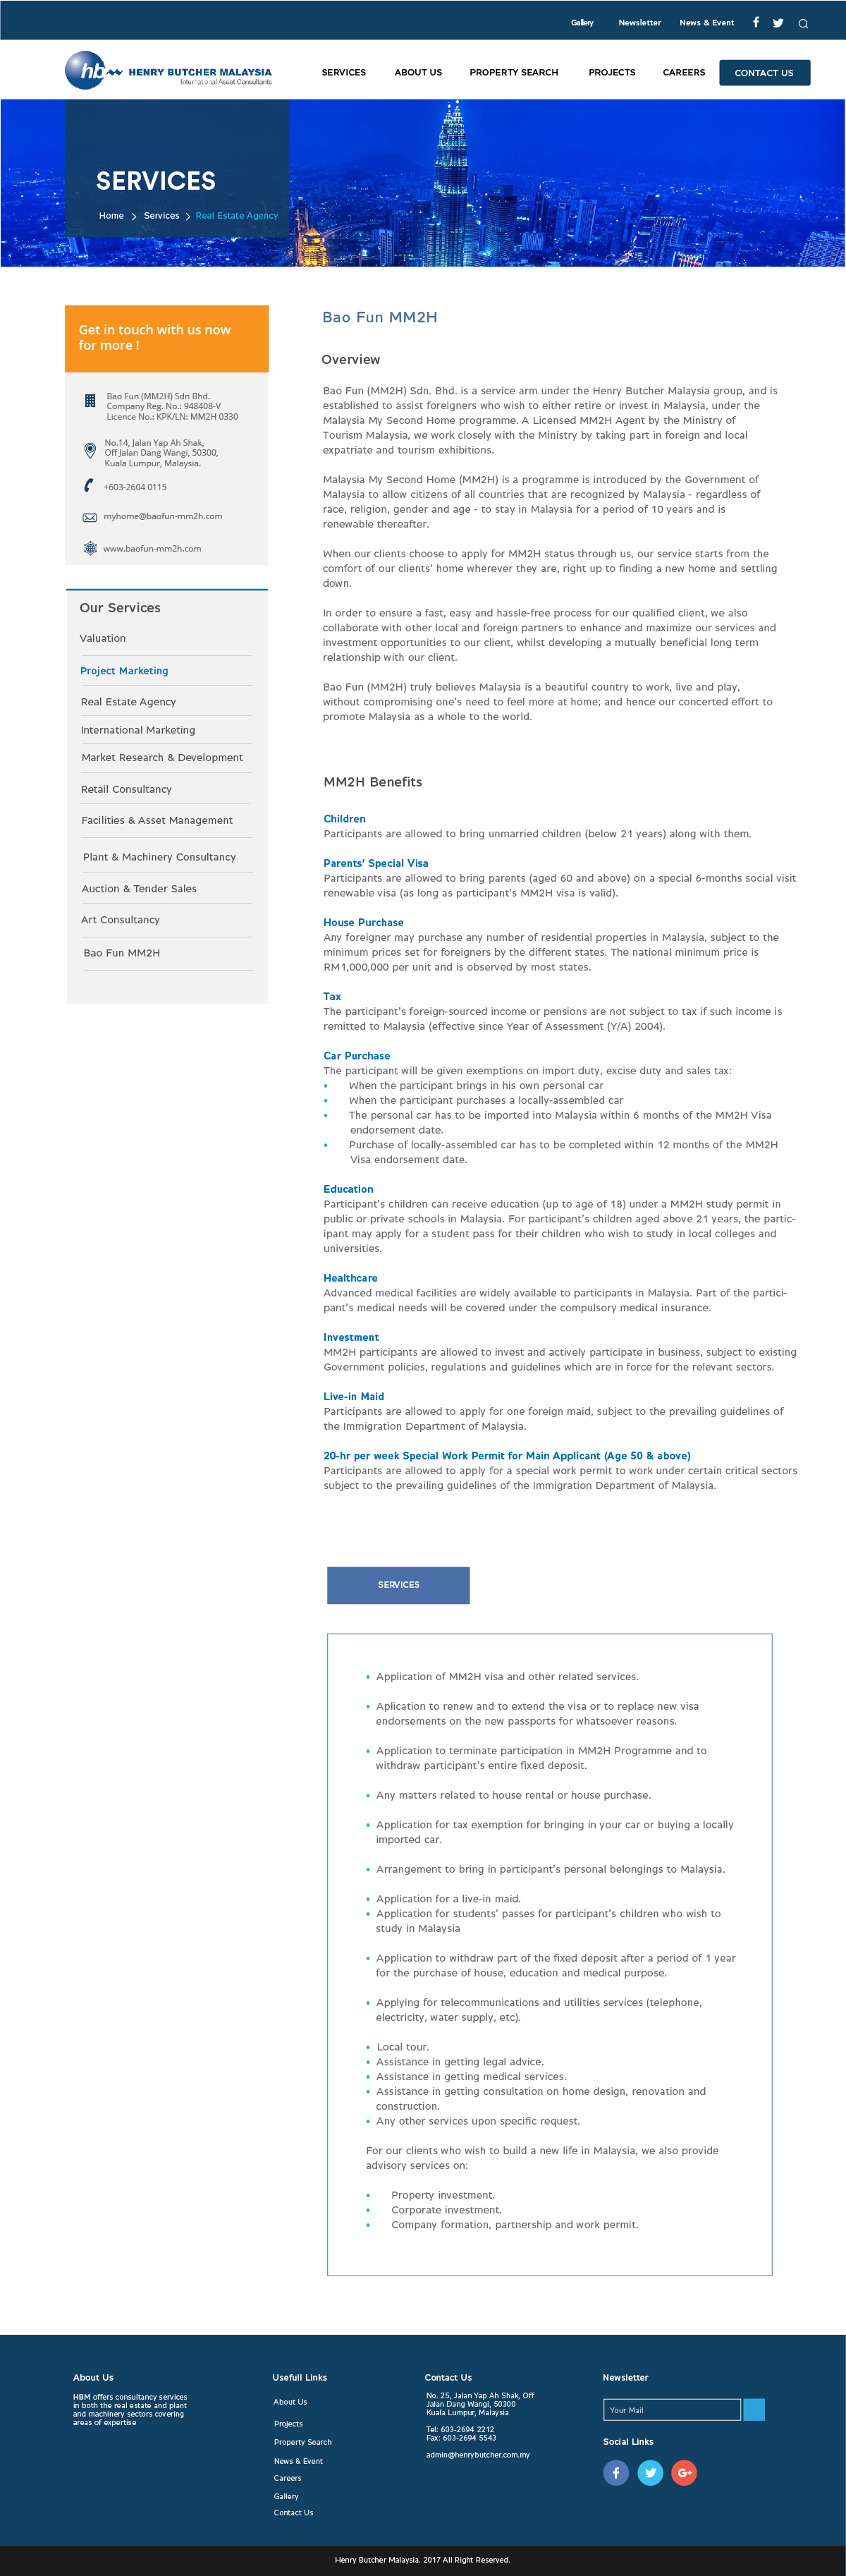 Gallery Newsletter News & Event
hb HENRY BUTCHER MALAYSIA
International Asset Consultants
SERVICES ABOUT US PROPERTY SEARCH PROJECTS CAREERS CONTACT US
SERVICES
Home > Services > Real Estate Agency
Get in touch with us now
for more !
Bao Fun (MM2H) Sdn Bhd.
Company Reg. No.: 948408-V
Licence No.: KPK/LN: MM2H 0330
No.14, Jalan Yap Ah Shak,
Off Jalan Dang Wangi, 50300,
Kuala Lumpur, Malaysia.
+603-2604 0115
myhome@baofun-mm2h.com
www.baofun-mm2h.com
Our Services
Valuation
Project Marketing
Real Estate Agency
International Marketing
Market Research & Development
Retail Consultancy
Facilities & Asset Management
Plant & Machinery Consultancy
Auction & Tender Sales
Art Consultancy
Bao Fun MM2H
Bao Fun MM2H
Overview
Bao Fun (MM2H) Sdn. Bhd. is a service arm under the Henry Butcher Malaysia group, and is
established to assist foreigners who wish to either retire or invest in Malaysia, under the
Malaysia My Second Home programme. A Licensed MM2H Agent by the Ministry of
Tourism Malaysia, we work closely with the Ministry by taking part in foreign and local
expatriate and tourism exhibitions.
Malaysia My Second Home (MM2H) is a programme is introduced by the Government of
Malaysia to allow citizens of all countries that are recognized by Malaysia - regardless of
race, religion, gender and age - to stay in Malaysia for a period of 10 years and is
renewable thereafter.
When our clients choose to apply for MM2H status through us, our service starts from the
comfort of our clients' home wherever they are, right up to finding a new home and settling
down.
In order to ensure a fast, easy and hassle-free process for our qualified client, we also
collaborate with other local and foreign partners to enhance and maximize our services and
investment opportunities to our client, whilst developing a mutually beneficial long term
relationship with our client.
Bao Fun (MM2H) truly believes Malaysia is a beautiful country to work, live and play,
without compromising one's need to feel more at home; and hence our concerted effort to
promote Malaysia as a whole to the world.
MM2H Benefits
Children
Participants are allowed to bring unmarried children (below 21 years) along with them.
Parents' Special Visa
Participants are allowed to bring parents (aged 60 and above) on a special 6-months social visit
renewable visa (as long as participant's MM2H visa is valid).
House Purchase
Any foreigner may purchase any number of residential properties in Malaysia, subject to the
minimum prices set for foreigners by the different states. The national minimum price is
RM1,000,000 per unit and is observed by most states.
Tax
The participant's foreign-sourced income or pensions are not subject to tax if such income is
remitted to Malaysia (effective since Year of Assessment (Y/A) 2004).
Car Purchase
The participant will be given exemptions on import duty, excise duty and sales tax:
• When the participant brings in his own personal car
• When the participant purchases a locally-assembled car
• The personal car has to be imported into Malaysia within 6 months of the MM2H Visa
endorsement date.
• Purchase of locally-assembled car has to be completed within 12 months of the MM2H
Visa endorsement date.
Education
Participant's children can receive education (up to age of 18) under a MM2H study permit in
public or private schools in Malaysia. For participant's children aged above 21 years, the partic-
ipant may apply for a student pass for their children who wish to study in local colleges and
universities.
Healthcare
Advanced medical facilities are widely available to participants in Malaysia. Part of the partici-
pant's medical needs will be covered under the compulsory medical insurance.
Investment
MM2H participants are allowed to invest and actively participate in business, subject to existing
Government policies, regulations and guidelines which are in force for the relevant sectors.
Live-in Maid
Participants are allowed to apply for one foreign maid, subject to the prevailing guidelines of
the Immigration Department of Malaysia.
20-hr per week Special Work Permit for Main Applicant (Age 50 & above)
Participants are allowed to apply for a special work permit to work under certain critical sectors
subject to the prevailing guidelines of the Immigration Department of Malaysia.
SERVICES
• Application of MM2H visa and other related services.
• Aplication to renew and to extend the visa or to replace new visa
endorsements on the new passports for whatsoever reasons.
• Application to terminate participation in MM2H Programme and to
withdraw participant's entire fixed deposit.
• Any matters related to house rental or house purchase.
• Application for tax exemption for bringing in your car or buying a locally
imported car.
• Arrangement to bring in participant's personal belongings to Malaysia.
• Application for a live-in maid.
• Application for students' passes for participant's children who wish to
study in Malaysia
• Application to withdraw part of the fixed deposit after a period of 1 year
for the purchase of house, education and medical purpose.
• Applying for telecommunications and utilities services (telephone,
electricity, water supply, etc).
• Local tour.
• Assistance in getting legal advice.
• Assistance in getting medical services.
• Assistance in getting consultation on home design, renovation and
construction.
• Any other services upon specific request.
For our clients who wish to build a new life in Malaysia, we also provide
advisory services on:
• Property investment.
• Corporate investment.
• Company formation, partnership and work permit.
About Us
HBM offers consultancy services
in both the real estate and plant
and machinery sectors covering
areas of expertise
Usefull Links
About Us
Projects
Property Search
News & Event
Careers
Gallery
Contact Us
Contact Us
No. 25, Jalan Yap Ah Shak, Off
Jalan Dang Wangi, 50300
Kuala Lumpur, Malaysia
Tel: 603-2694 2212
Fax: 603-2694 5543
admin@henrybutcher.com.my
Newsletter
Your Mail
Social Links
Henry Butcher Malaysia. 2017 All Right Reserved.